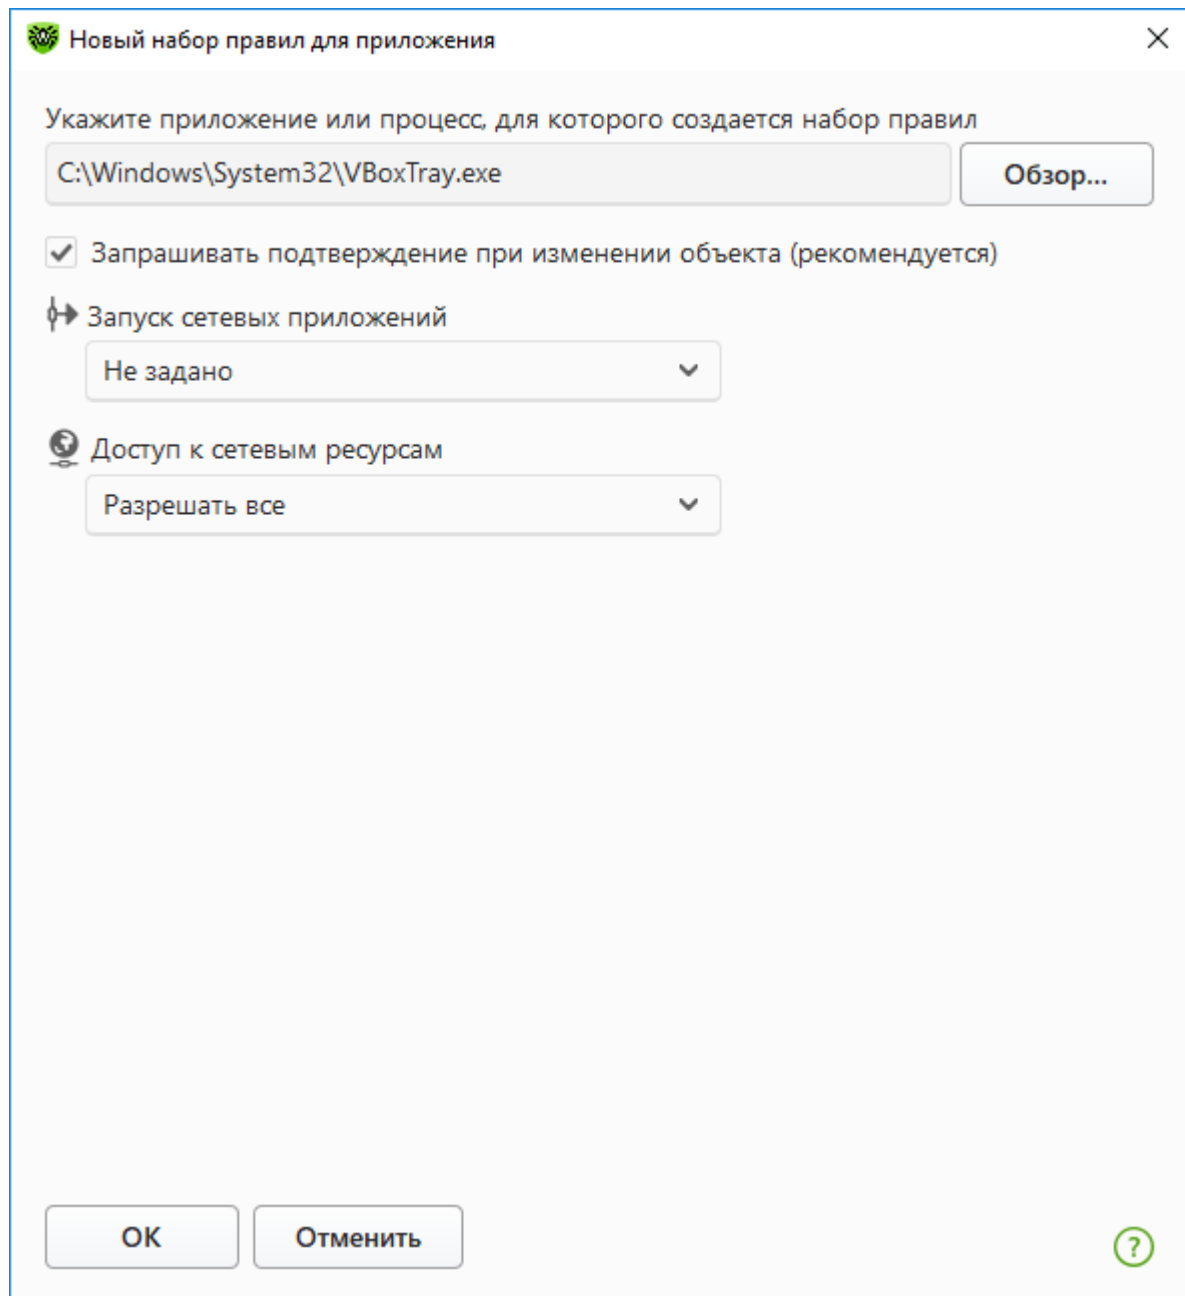 Новый набор правил для приложения
Укажите приложение или процесс, для которого создается набор правил
C:\Windows\System32\VBoxTray.exe
Обзор...
Запрашивать подтверждение при изменении объекта (рекомендуется)
Запуск сетевых приложений
Не задано
Доступ к сетевым ресурсам
Разрешать все
ОК
Отменить
?